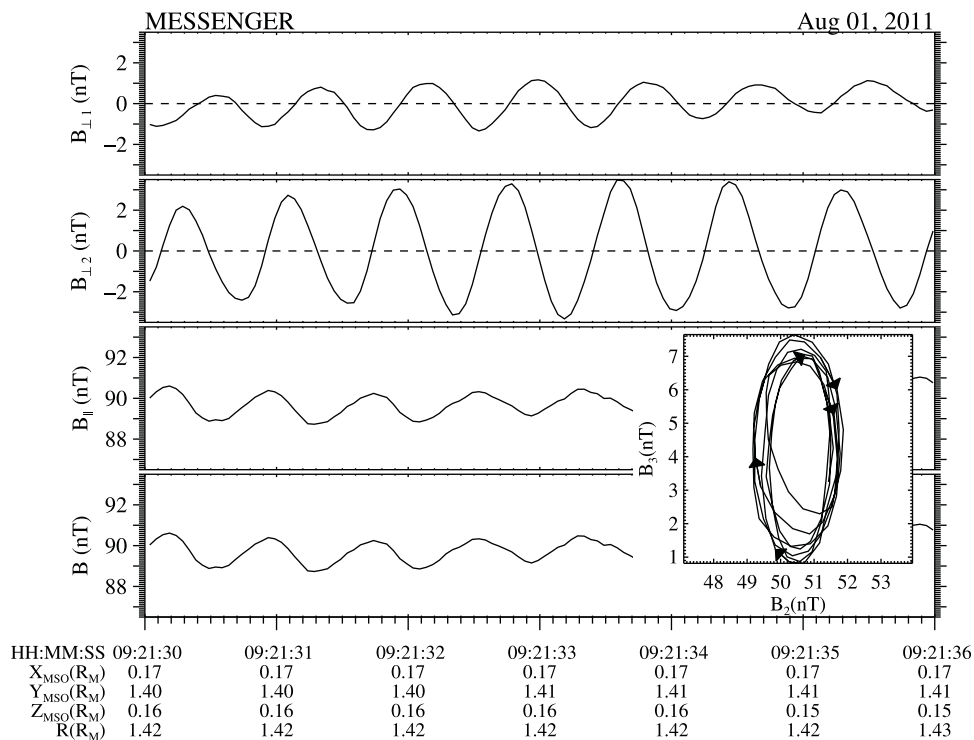 MESSENGER Aug 01, 2011
B⊥1 (nT)
2
0
−2
B⊥2 (nT)
2
0
−2
B|| (nT)
92
90
88
B (nT)
92
90
88
B3(nT)
7
6
5
4
3
2
1
48 49 50 51 52 53
B2(nT)
HH:MM:SS 09:21:30 09:21:31 09:21:32 09:21:33 09:21:34 09:21:35 09:21:36
XMSO(RM) 0.17 0.17 0.17 0.17 0.17 0.17 0.17
YMSO(RM) 1.40 1.40 1.40 1.41 1.41 1.41 1.41
ZMSO(RM) 0.16 0.16 0.16 0.16 0.16 0.15 0.15
R(RM) 1.42 1.42 1.42 1.42 1.42 1.42 1.43